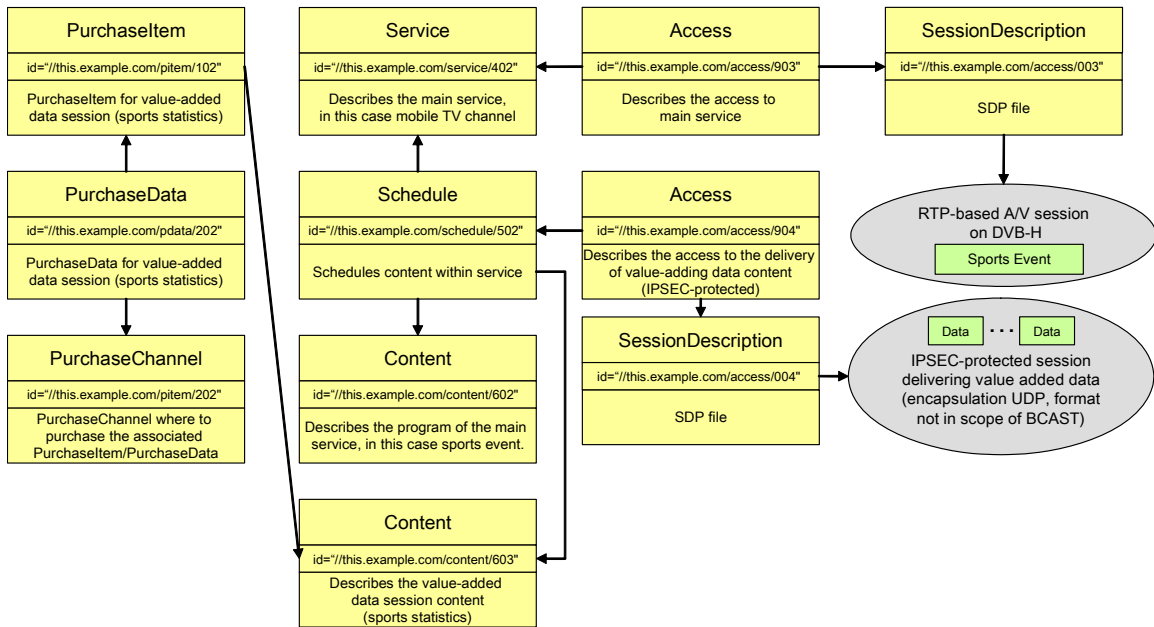 PurchaseItem
id=“//this.example.com/pitem/102"
PurchaseItem for value-added
data session (sports statistics)
Service
id=“//this.example.com/service/402"
Describes the main service,
in this case mobile TV channel
Access
id=“//this.example.com/access/903"
Describes the access to
main service
SessionDescription
id=“//this.example.com/access/003"
SDP file
PurchaseData
id=“//this.example.com/pdata/202"
PurchaseData for value-added
data session (sports statistics)
Schedule
id=“//this.example.com/schedule/502"
Schedules content within service
Access
id=“//this.example.com/access/904"
Describes the access to the delivery
of value-adding data content
(IPSEC-protected)
RTP-based A/V session
on DVB-H
Sports Event
PurchaseChannel
id=“//this.example.com/pitem/202"
PurchaseChannel where to
purchase the associated
PurchaseItem/PurchaseData
Content
id=“//this.example.com/content/602"
Describes the program of the main
service, in this case sports event.
SessionDescription
id=“//this.example.com/access/004"
SDP file
Data ... Data
IPSEC-protected session
delivering value added data
(encapsulation UDP, format
not in scope of BCAST)
Content
id=“//this.example.com/content/603"
Describes the value-added
data session content
(sports statistics)